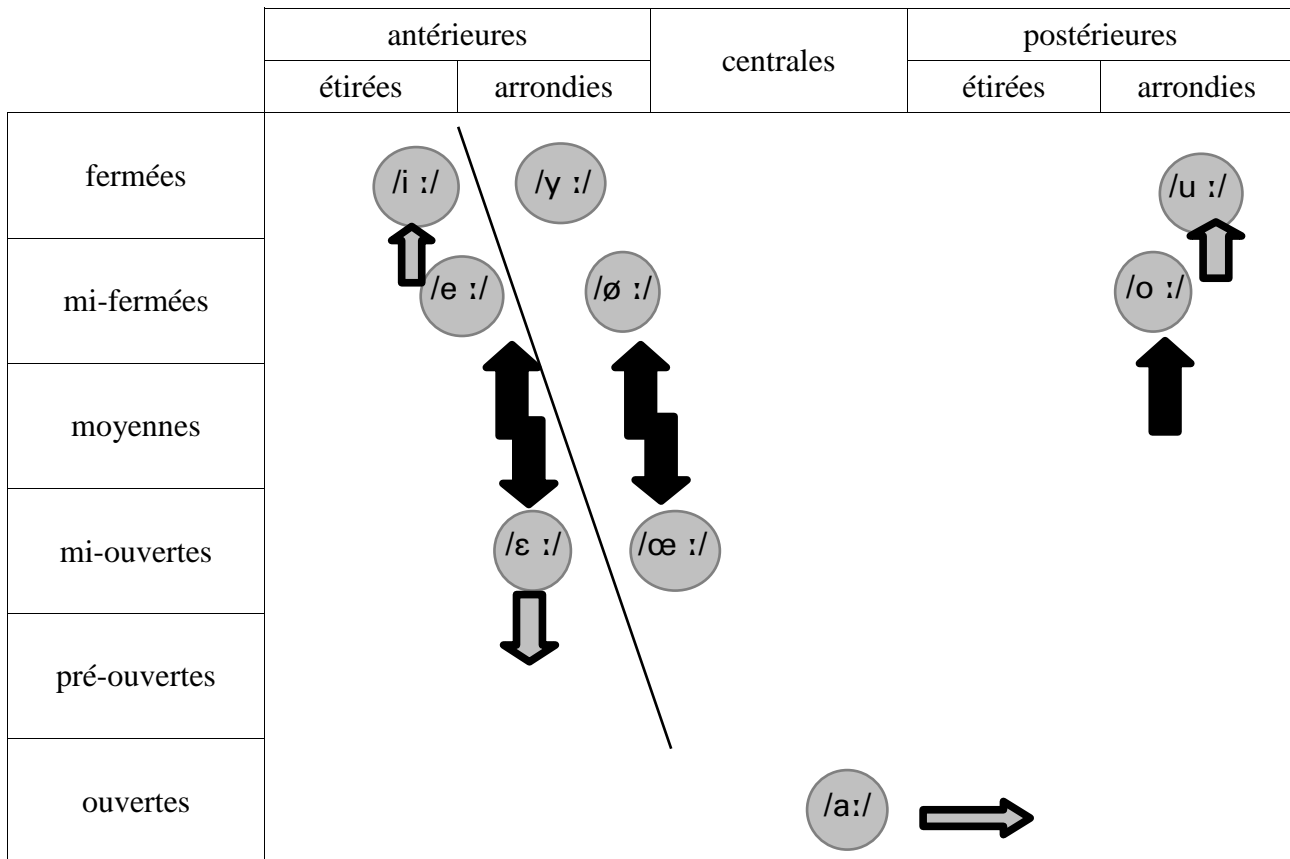 antérieures centrales postérieures
étirées arrondies étirées arrondies
fermées /i ː/ /y ː/ /u ː/
mi-fermées /e ː/ /ø ː/ /o ː/
moyennes
mi-ouvertes /ɛ ː/ /œ ː/
pré-ouvertes
ouvertes /aː/